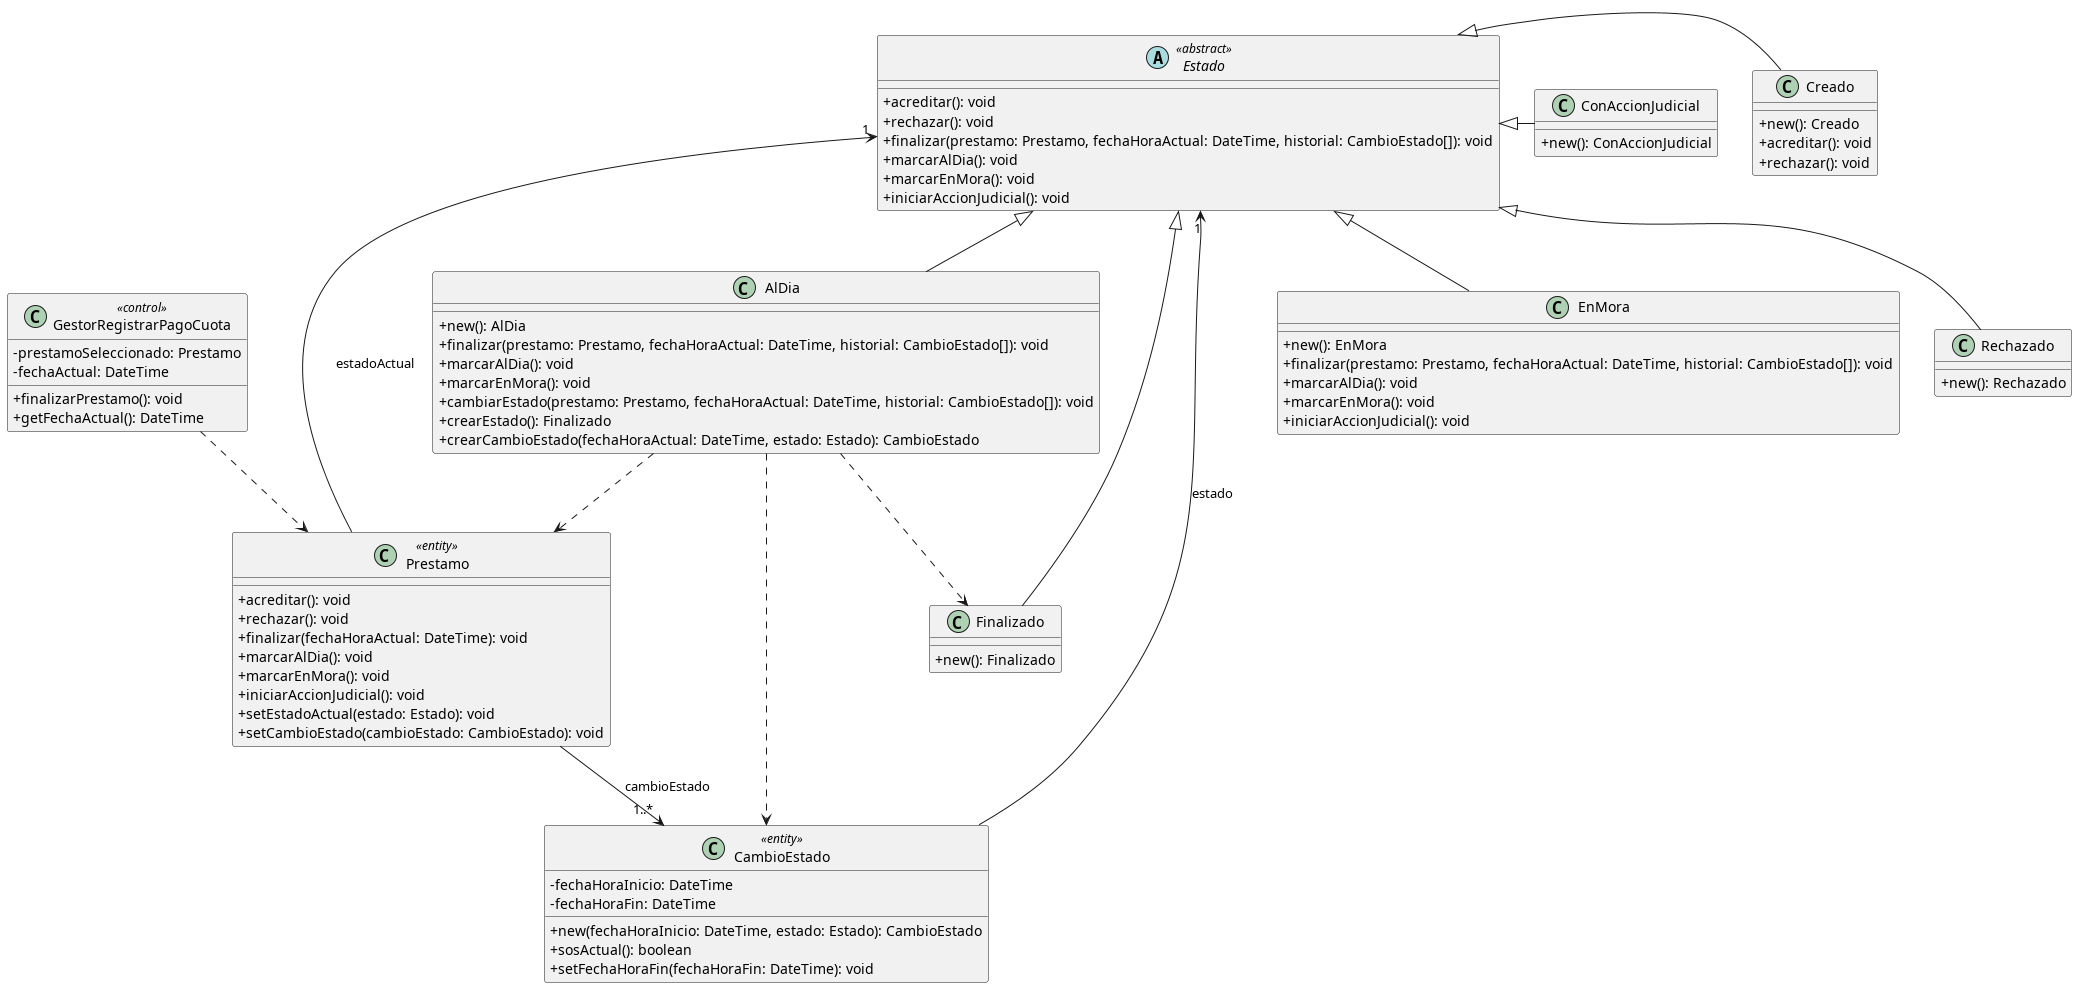 A «abstract»
Estado
+acreditar(): void
+rechazar(): void
+finalizar(prestamo: Prestamo, fechaHoraActual: DateTime, historial: CambioEstado[]): void
+marcarAlDia(): void
+marcarEnMora(): void
+iniciarAccionJudicial(): void
C ConAccionJudicial
+new(): ConAccionJudicial
C Creado
+new(): Creado
+acreditar(): void
+rechazar(): void
1
1
C «control»
GestorRegistrarPagoCuota
-prestamoSeleccionado: Prestamo
-fechaActual: DateTime
+finalizarPrestamo(): void
+getFechaActual(): DateTime
estadoActual
C AlDia
+new(): AlDia
+finalizar(prestamo: Prestamo, fechaHoraActual: DateTime, historial: CambioEstado[]): void
+marcarAlDia(): void
+marcarEnMora(): void
+cambiarEstado(prestamo: Prestamo, fechaHoraActual: DateTime, historial: CambioEstado[]): void
+crearEstado(): Finalizado
+crearCambioEstado(fechaHoraActual: DateTime, estado: Estado): CambioEstado
C EnMora
+new(): EnMora
+finalizar(prestamo: Prestamo, fechaHoraActual: DateTime, historial: CambioEstado[]): void
+marcarAlDia(): void
+marcarEnMora(): void
+iniciarAccionJudicial(): void
C Rechazado
+new(): Rechazado
estado
C «entity»
Prestamo
+acreditar(): void
+rechazar(): void
+finalizar(fechaHoraActual: DateTime): void
+marcarAlDia(): void
+marcarEnMora(): void
+iniciarAccionJudicial(): void
+setEstadoActual(estado: Estado): void
+setCambioEstado(cambioEstado: CambioEstado): void
C Finalizado
+new(): Finalizado
cambioEstado
1..*
C «entity»
CambioEstado
-fechaHoraInicio: DateTime
-fechaHoraFin: DateTime
+new(fechaHoraInicio: DateTime, estado: Estado): CambioEstado
+sosActual(): boolean
+setFechaHoraFin(fechaHoraFin: DateTime): void